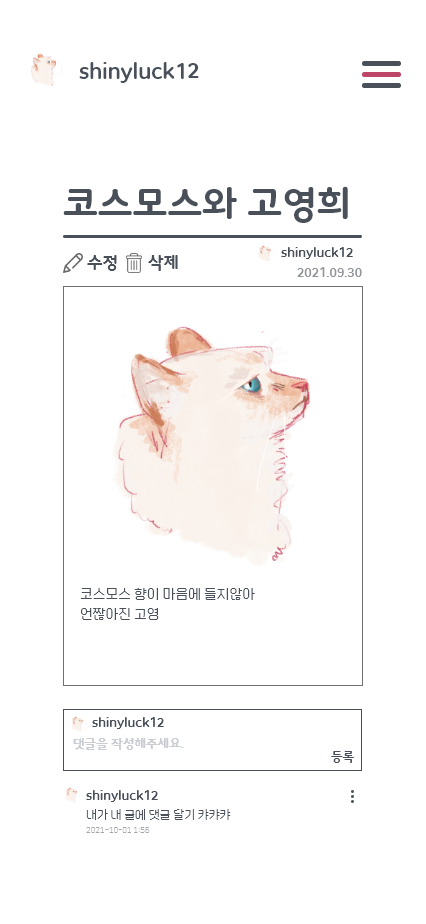 shinyluck12
코스모스와 고영희
수정 삭제
shinyluck12
2021.09.30
코스모스 향이 마음에 들지않아
언짢아진 고영
shinyluck12
댓글을 작성해주세요.
등록
shinyluck12
내가 내 글에 댓글 달기 캬캬캬
2021-10-01 1:56